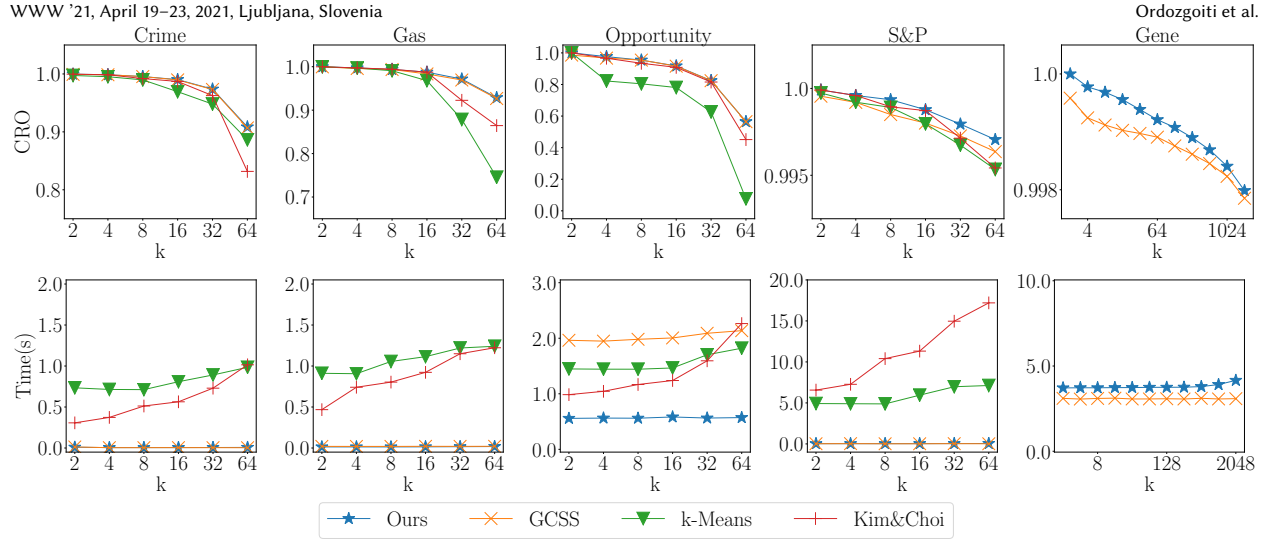 WWW ’21, April 19–23, 2021, Ljubljana, Slovenia
Ordozgoiti et al.
Crime
Gas
Opportunity
S&P
Gene
CRO
1.0
0.9
0.8
2 4 8 16 32 64
k
1.0
0.9
0.8
0.7
2 4 8 16 32 64
k
1.0
0.8
0.6
0.4
0.2
0.0
2 4 8 16 32 64
k
1.000
0.995
2 4 8 16 32 64
k
1.0
0.998
4 64 1024
k
Time(s)
2.0
1.5
1.0
0.5
0.0
2 4 8 16 32 64
k
2.0
1.5
1.0
0.5
0.0
2 4 8 16 32 64
k
3.0
2.0
1.0
0.0
2 4 8 16 32 64
k
20.0
15.0
10.0
5.0
0.0
2 4 8 16 32 64
k
10.0
5.0
0.0
8 128 2048
k
Ours GCSS k-Means Kim&Choi